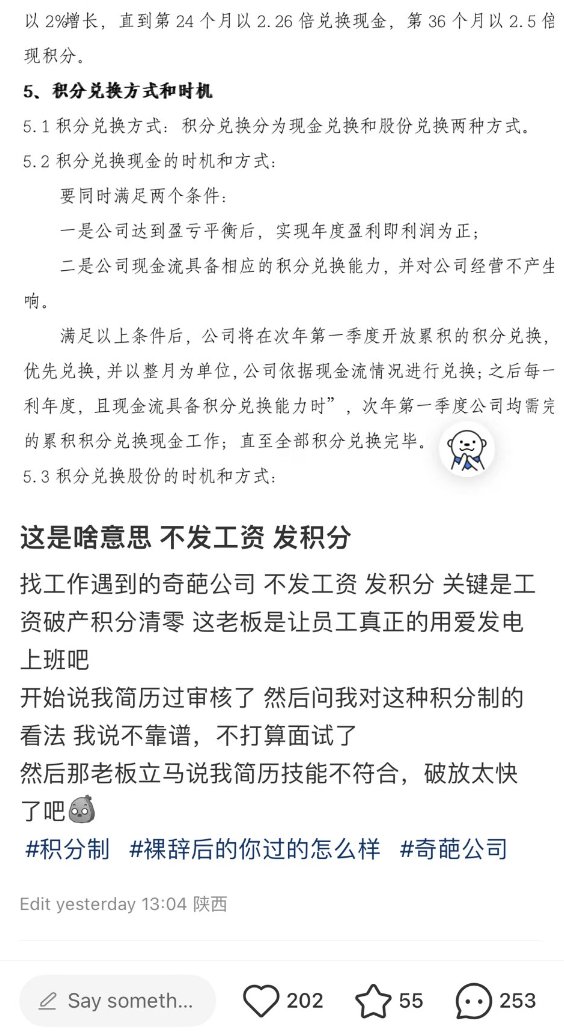 以 2%增长，直到第 24 个月以 2.26 倍兑换现金，第 36 个月以 2.5 倍
现积分。
5、积分兑换方式和时机
5.1 积分兑换方式：积分兑换分为现金兑换和股份兑换两种方式。
5.2 积分兑换现金的时机和方式：
要同时满足两个条件：
一是公司达到盈亏平衡后，实现年度盈利即利润为正；
二是公司现金流具备相应的积分兑换能力，并对公司经营不产生
响。
满足以上条件后，公司将在次年第一季度开放累积的积分兑换，
优先兑换，并以整月为单位，公司依据现金流情况进行兑换；之后每一
利年度，且现金流具备积分兑换能力时”，次年第一季度公司均需完
的累积积分兑换现金工作；直至全部积分兑换完毕。
5.3 积分兑换股份的时机和方式：
这是啥意思 不发工资 发积分
找工作遇到的奇葩公司 不发工资 发积分 关键是工
资破产积分清零 这老板是让员工真正的用爱发电
上班吧
开始说我简历过审核了 然后问我对这种积分制的
看法 我说不靠谱，不打算面试了
然后那老板立马说我简历技能不符合，破放太快
了吧
#积分制 #裸辞后的你过的怎么样 #奇葩公司
Edit yesterday 13:04 陕西
Say someth... 202 55 253